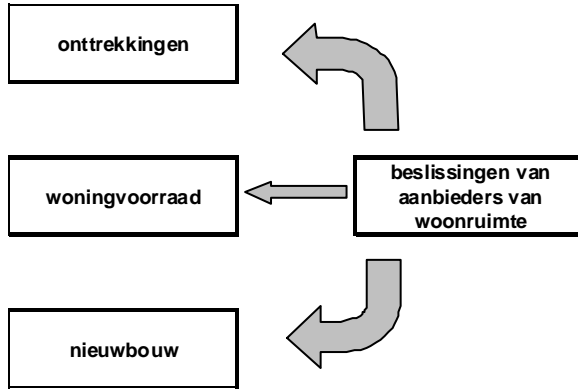 onttrekkingen
woningvoorraad
beslissingen van
aanbieders van
woonruimte
nieuwbouw